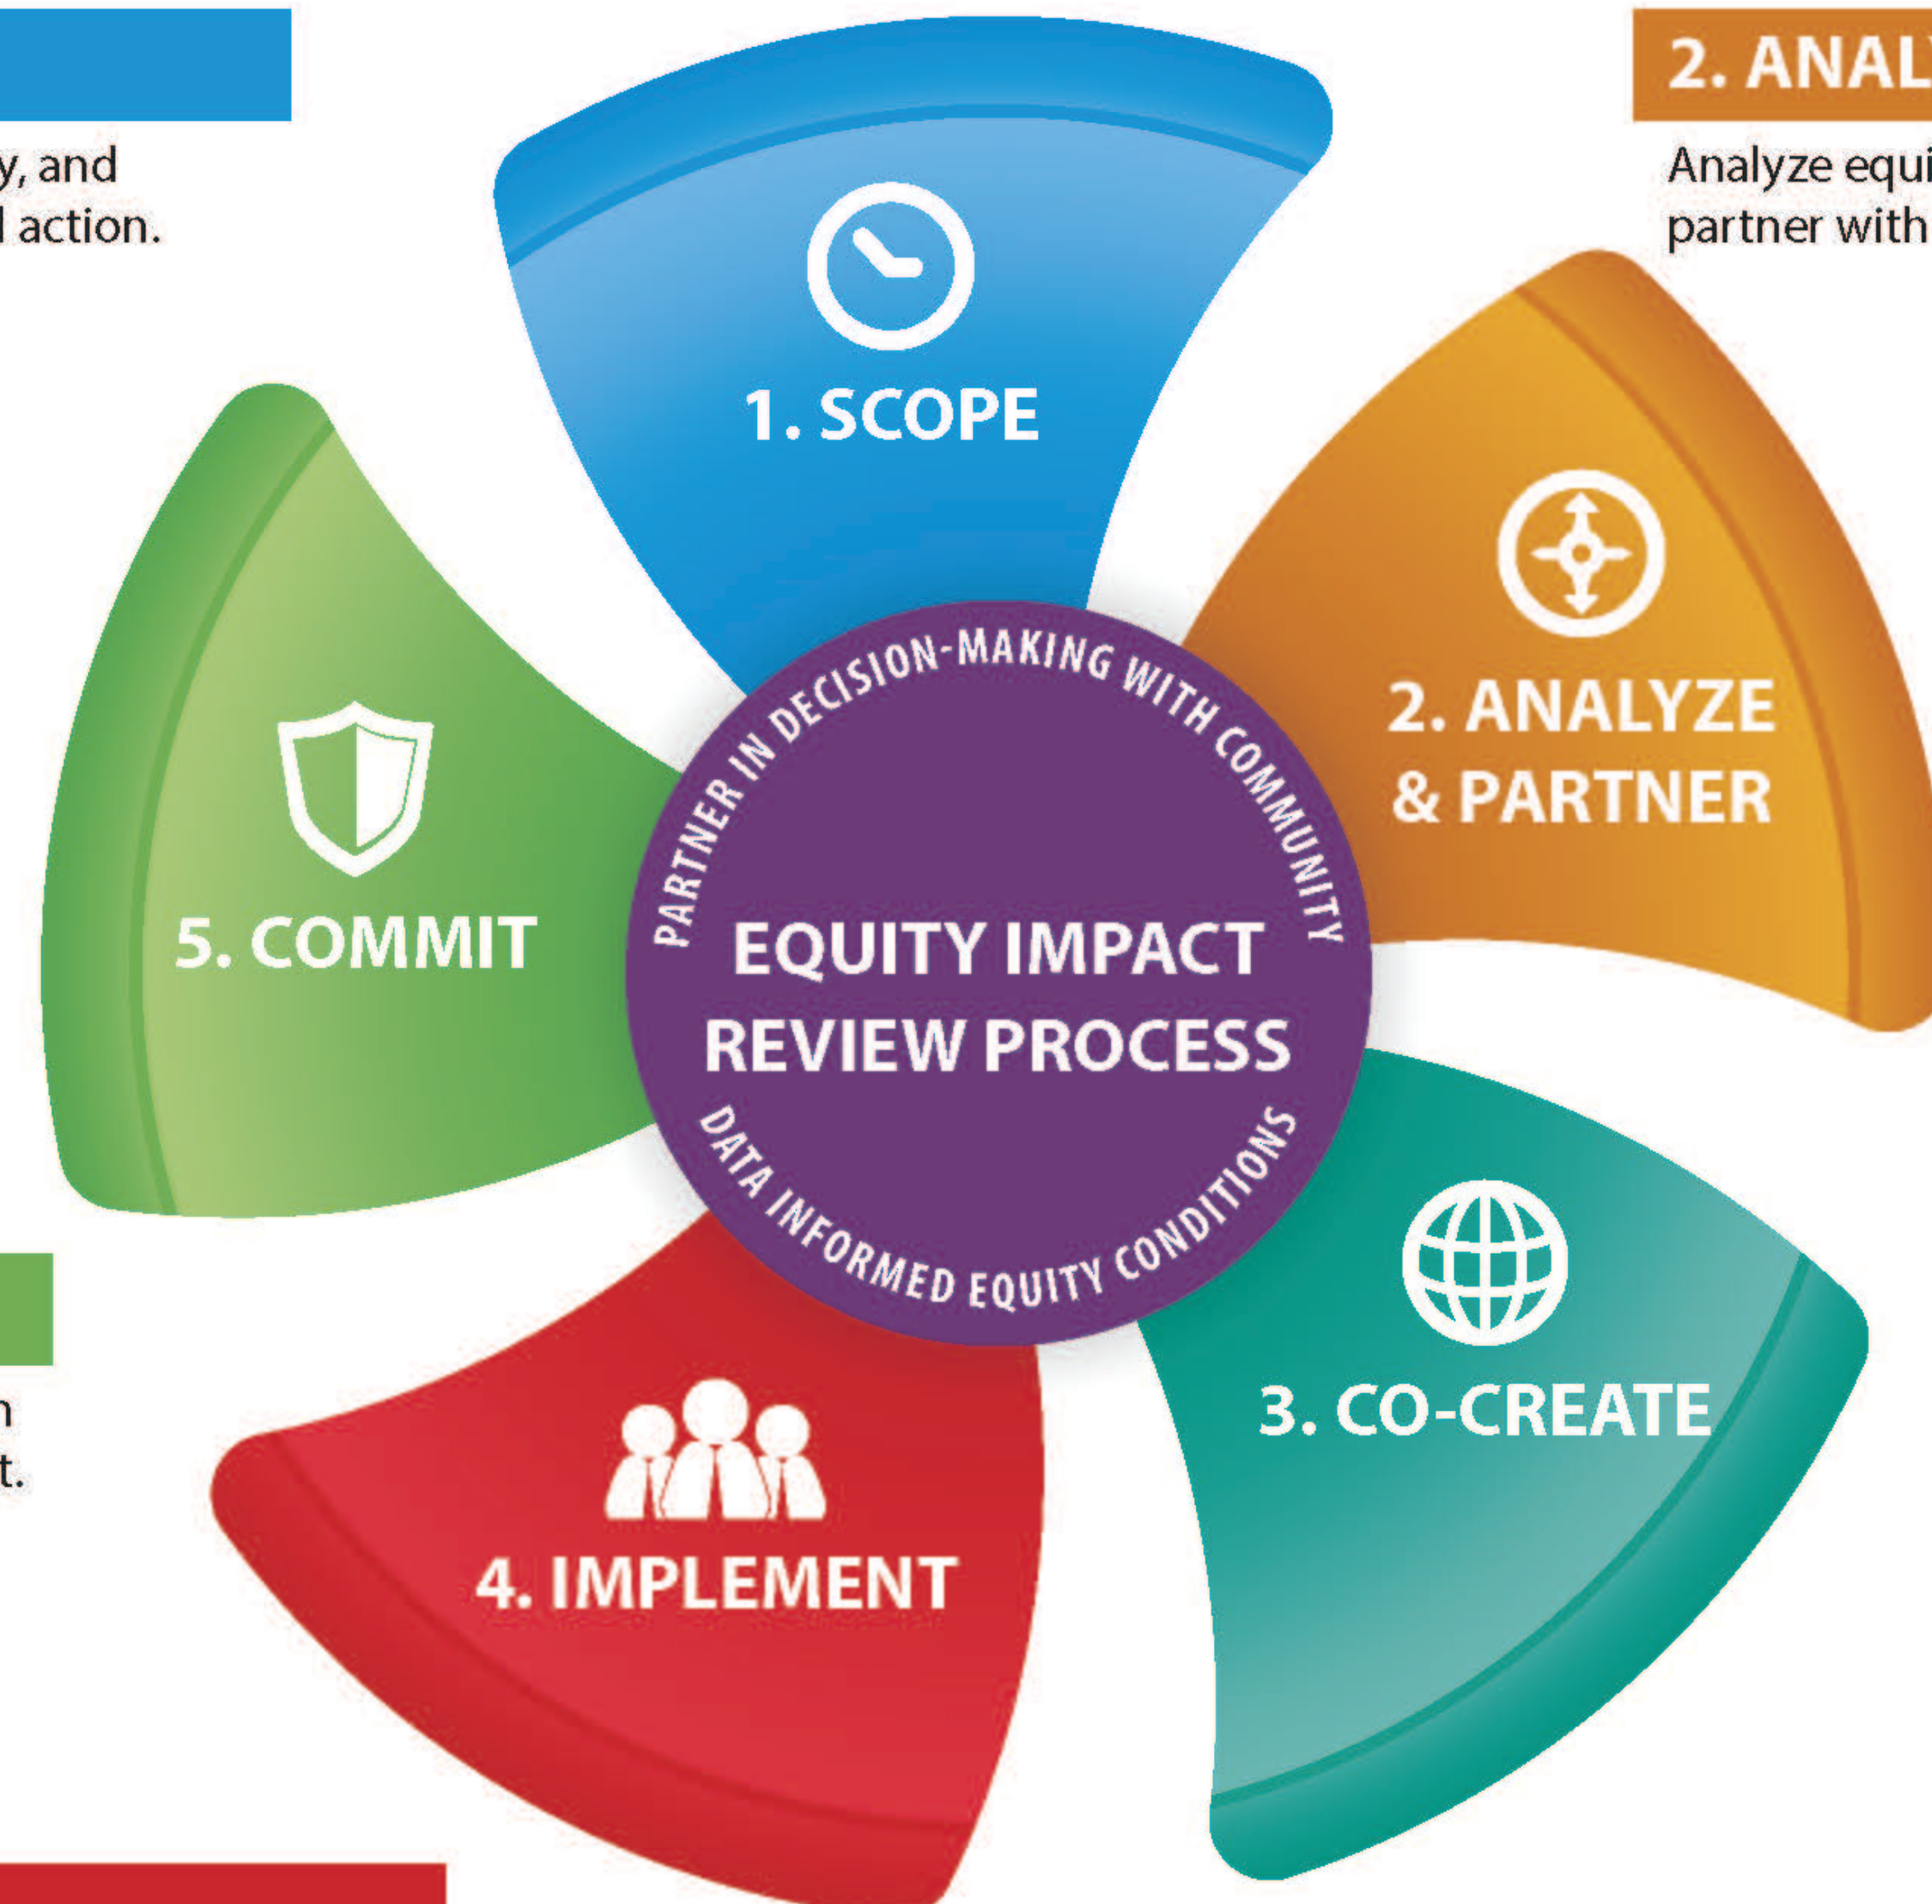 y, and
action.
2. ANAL
Analyze equi
partner with
1. SCOPE
2. ANALYZE
& PARTNER
PARTNER IN DECISION-MAKING WITH COMMUNITY
EQUITY IMPACT
REVIEW PROCESS
DATA INFORMED EQUITY CONDITIONS
5. COMMIT
3. CO-CREATE
t.
4. IMPLEMENT